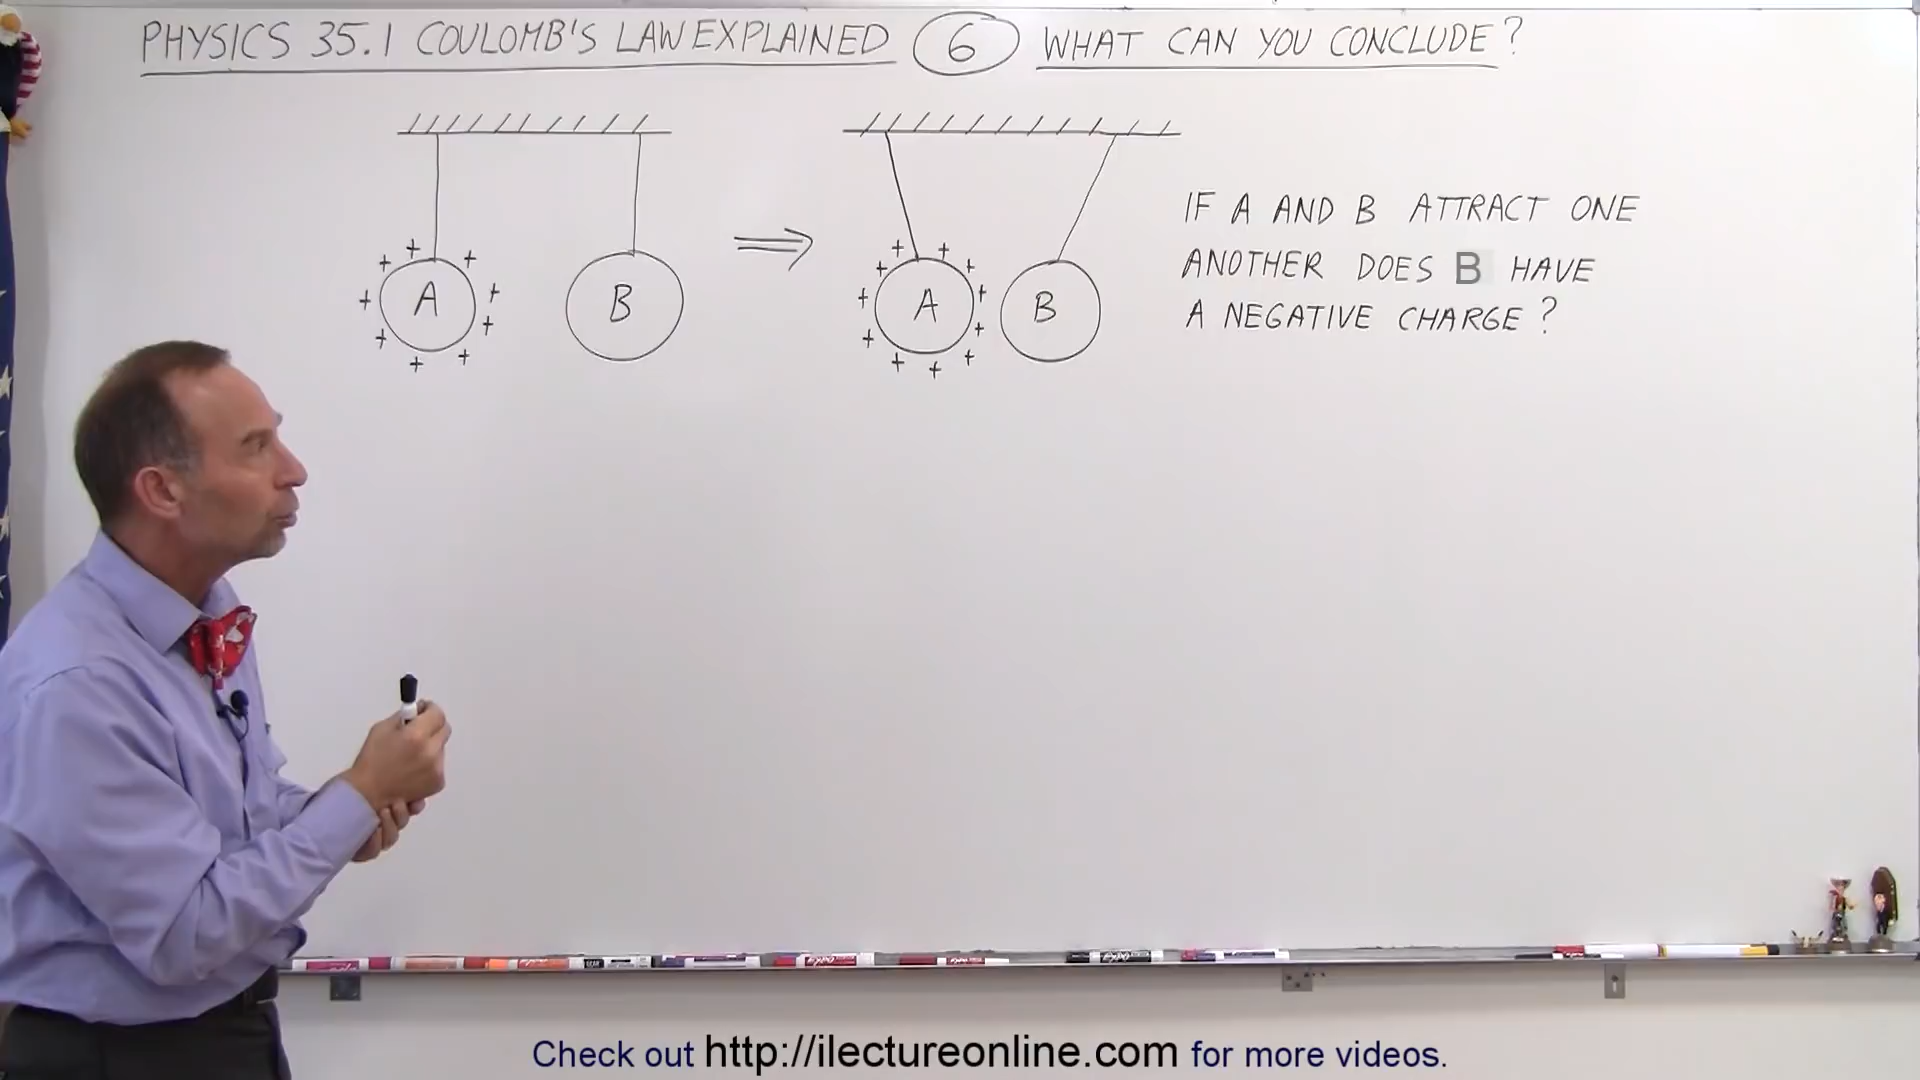 PHYSICS 35.1 COULOMB'S LAW EXPLAINED 6 WHAT CAN YOU CONCLUDE?
A
B
A
B
IF A AND B ATTRACT ONE
ANOTHER DOES B HAVE
A NEGATIVE CHARGE?
Check out http://ilectureonline.com for more videos.